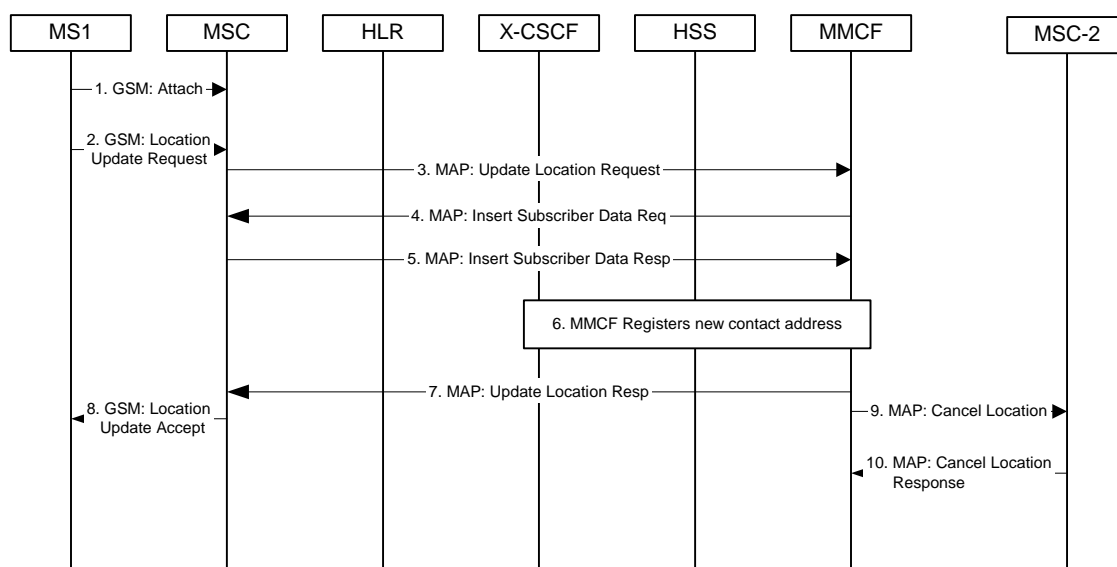 MS1
MSC
HLR
X-CSCF
HSS
MMCF
MSC-2
1. GSM: Attach
2. GSM: Location
Update Request
3. MAP: Update Location Request
4. MAP: Insert Subscriber Data Req
5. MAP: Insert Subscriber Data Resp
6. MMCF Registers new contact address
7. MAP: Update Location Resp
8. GSM: Location
Update Accept
9. MAP: Cancel Location
10. MAP: Cancel Location
Response